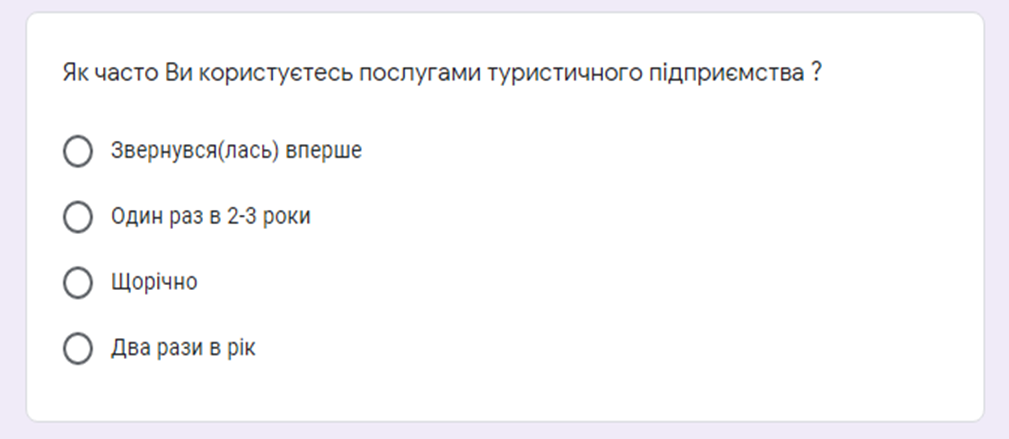 Як часто Ви користуєтесь послугами туристичного підприємства ?
Звернувся(лась) вперше
Один раз в 2-3 роки
Щорічно
Два рази в рік